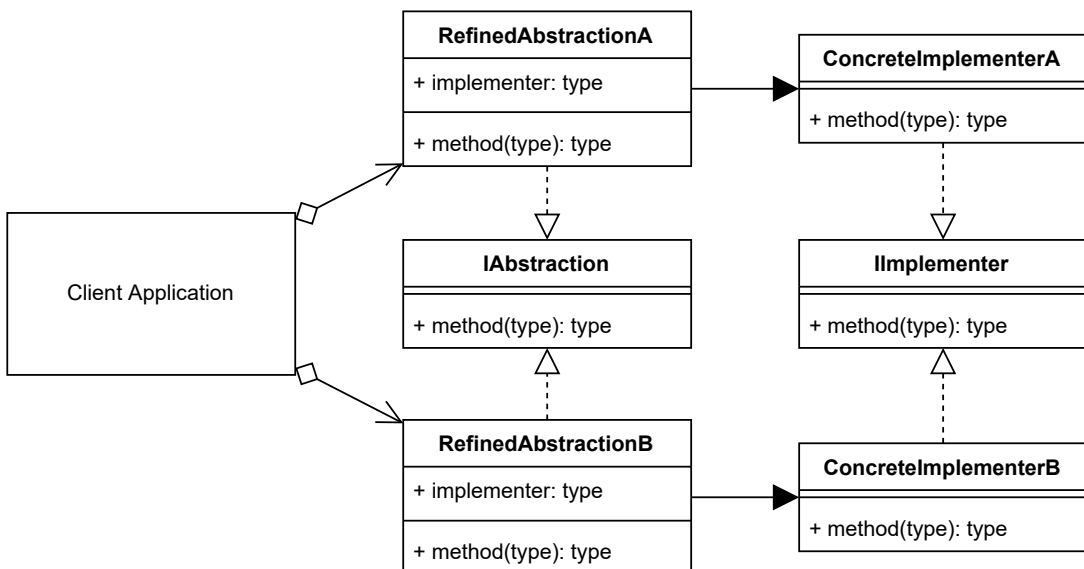 RefinedAbstractionA
+ implementer: type
+ method(type): type
ConcreteImplementerA
+ method(type): type
Client Application
IAbstraction
+ method(type): type
IImplementer
+ method(type): type
RefinedAbstractionB
+ implementer: type
+ method(type): type
ConcreteImplementerB
+ method(type): type